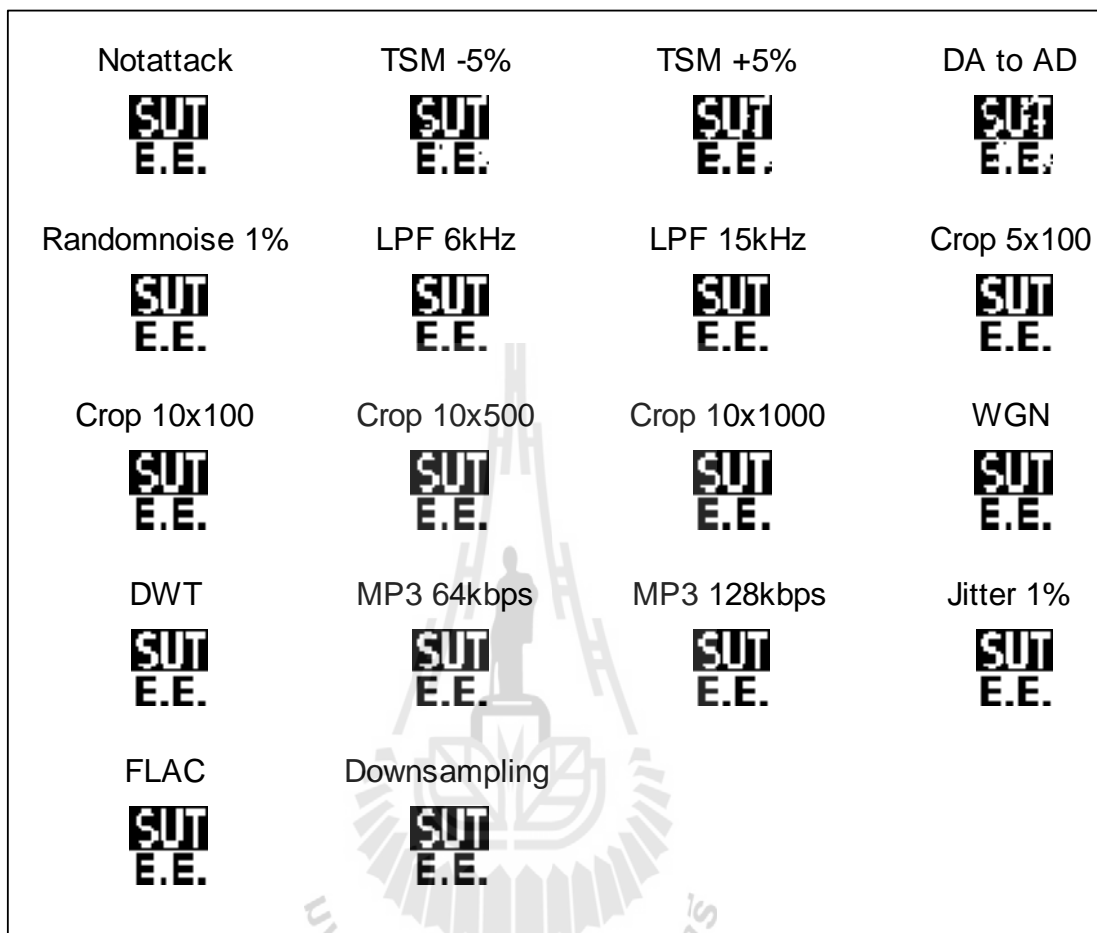 Notattack TSM -5% TSM +5% DA to AD
SUT SUT SUT SUT
E.E. E.E. E.E. E.E.
Randomnoise 1% LPF 6kHz LPF 15kHz Crop 5x100
SUT SUT SUT SUT
E.E. E.E. E.E. E.E.
Crop 10x100 Crop 10x500 Crop 10x1000 WGN
SUT SUT SUT SUT
E.E. E.E. E.E. E.E.
DWT MP3 64kbps MP3 128kbps Jitter 1%
SUT SUT SUT SUT
E.E. E.E. E.E. E.E.
FLAC Downsampling
SUT SUT
E.E. E.E.